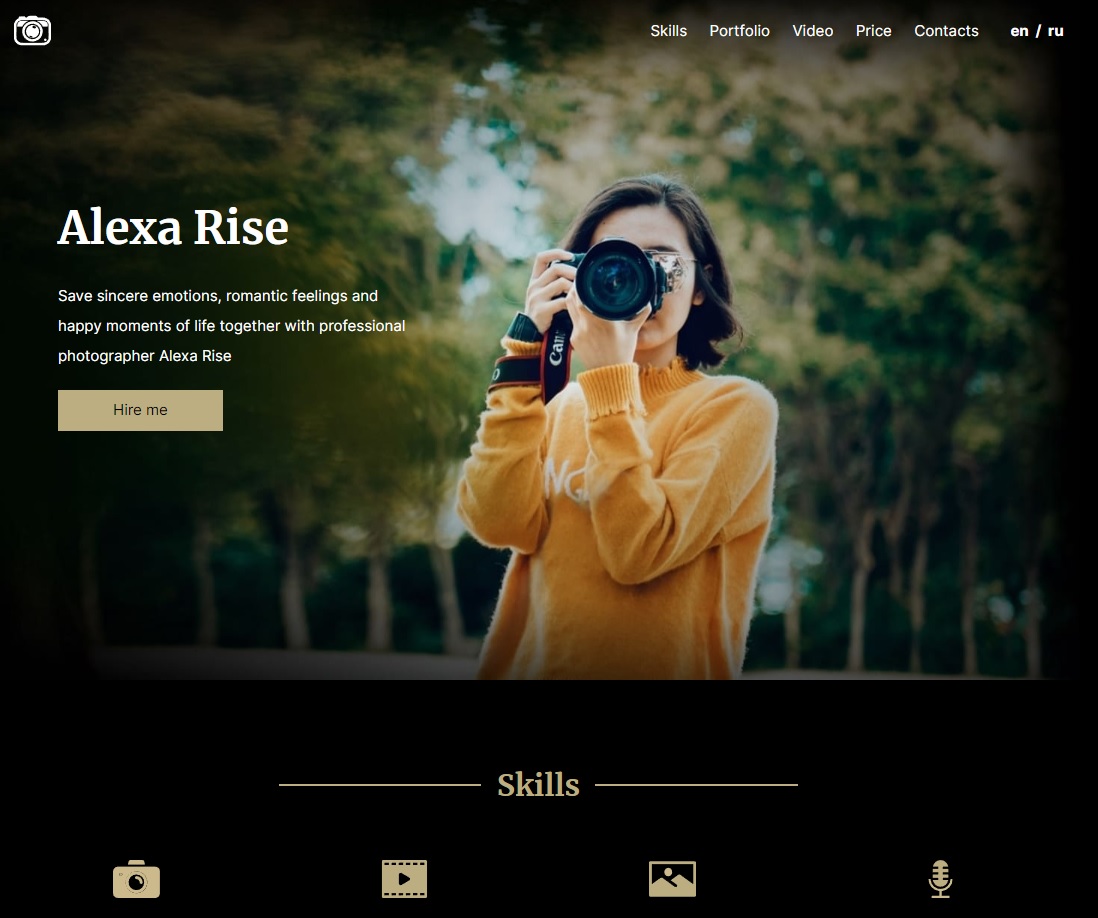 Skills Portfolio Video Price Contacts en / ru
Alexa Rise
Save sincere emotions, romantic feelings and
happy moments of life together with professional
photographer Alexa Rise
Hire me
Can
Skills